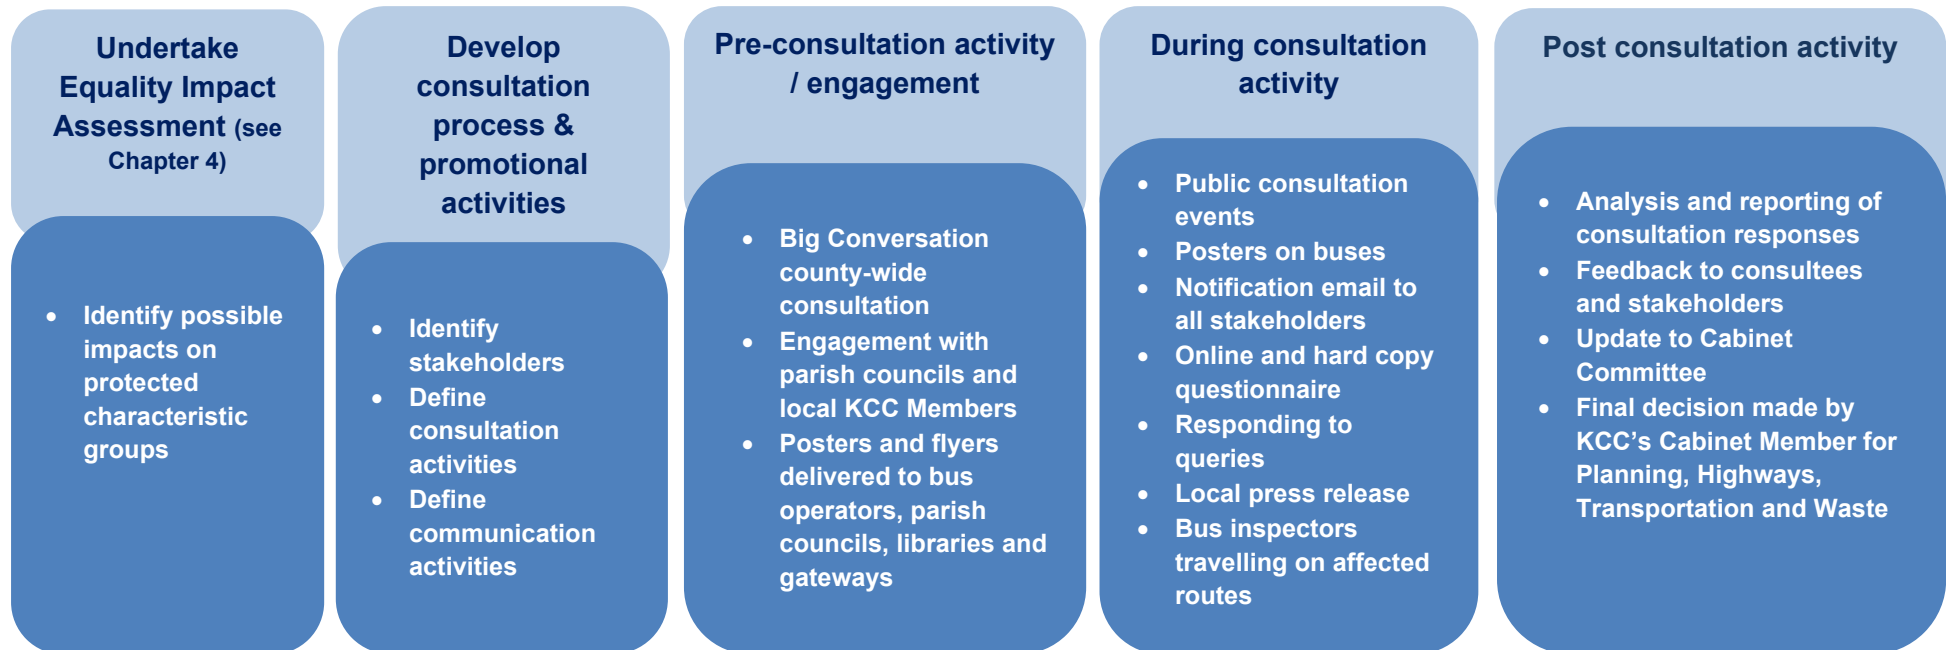 Undertake
Equality Impact
Assessment (see
Chapter 4)
• Identify possible
impacts on
protected
characteristic
groups
Develop
consultation
process &
promotional
activities
• Identify
stakeholders
• Define
consultation
activities
• Define
communication
activities
Pre-consultation activity
/ engagement
• Big Conversation
county-wide
consultation
• Engagement with
parish councils and
local KCC Members
• Posters and flyers
delivered to bus
operators, parish
councils, libraries and
gateways
During consultation
activity
• Public consultation
events
• Posters on buses
• Notification email to
all stakeholders
• Online and hard copy
questionnaire
• Responding to
queries
• Local press release
• Bus inspectors
travelling on affected
routes
Post consultation activity
• Analysis and reporting of
consultation responses
• Feedback to consultees
and stakeholders
• Update to Cabinet
Committee
• Final decision made by
KCC’s Cabinet Member for
Planning, Highways,
Transportation and Waste